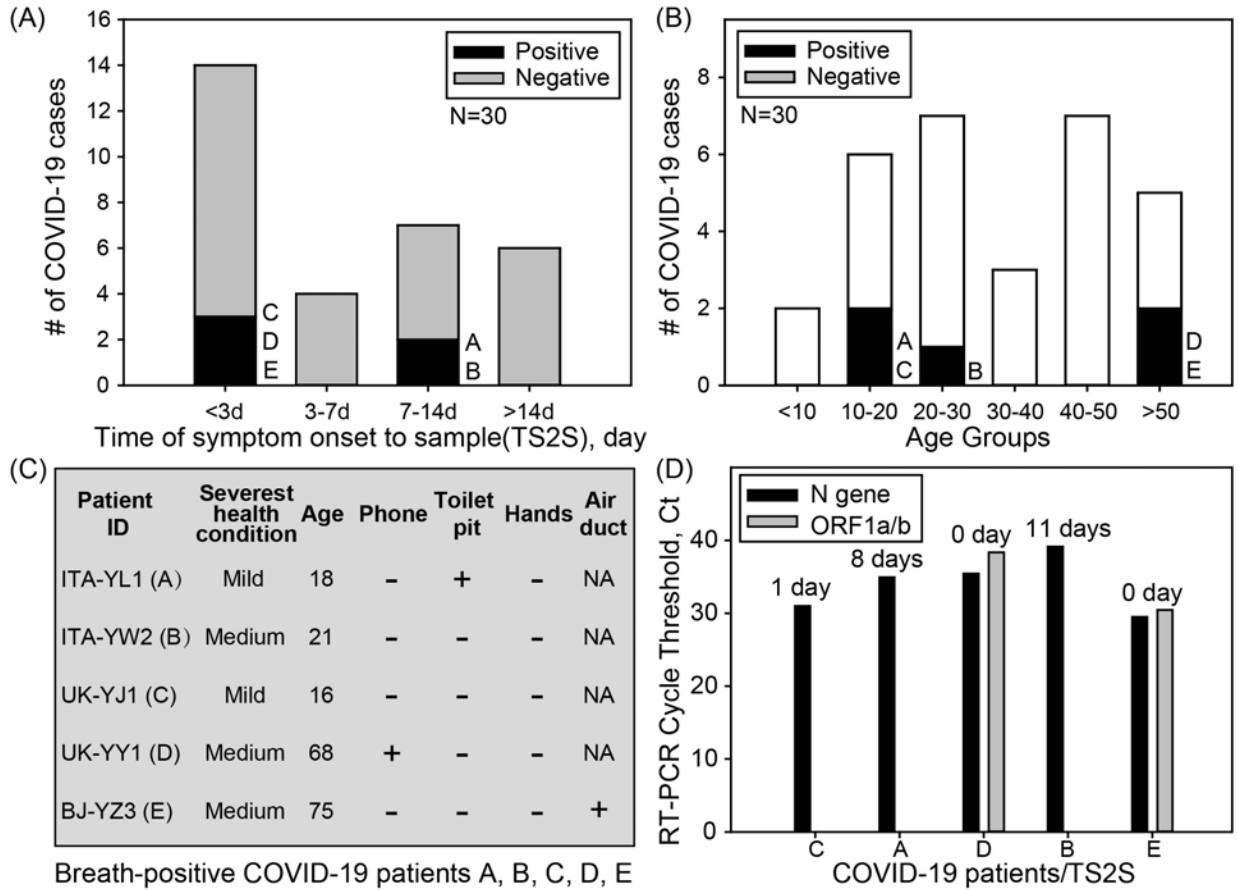 (A)
# of COVID-19 cases
16
14
12
10
8
6
4
2
0
Positive
Negative
N=30
C
D
E
A
B
<3d 3-7d 7-14d >14d
Time of symptom onset to sample(TS2S), day
(B)
# of COVID-19 cases
8
6
4
2
0
Positive
Negative
N=30
A
C
B
D
E
<10 10-20 20-30 30-40 40-50 >50
Age Groups
(C)
Patient ID Severest health condition Age Phone Toilet pit Hands Air duct
ITA-YL1 (A) Mild 18 - + - NA
ITA-YW2 (B) Medium 21 - - - NA
UK-YJ1 (C) Mild 16 - - - NA
UK-YY1 (D) Medium 68 + - - NA
BJ-YZ3 (E) Medium 75 - - - +
Breath-positive COVID-19 patients A, B, C, D, E
(D)
RT-PCR Cycle Threshold, Ct
40
30
20
10
0
N gene
ORF1a/b
1 day
8 days
0 day
11 days
0 day
C A D B E
COVID-19 patients/TS2S